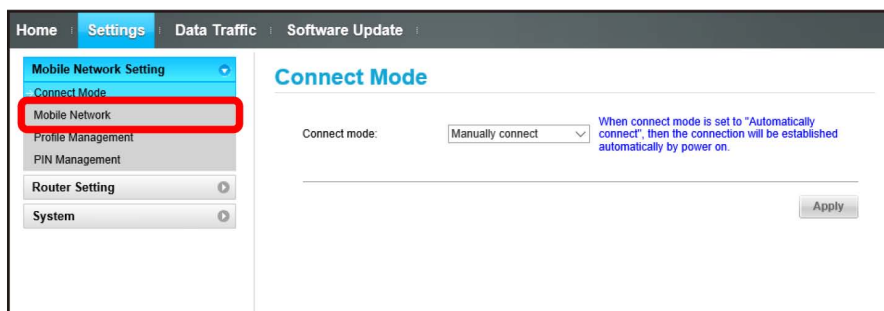 Home Settings Data Traffic Software Update
Mobile Network Setting
Connect Mode
Mobile Network
Profile Management
PIN Management
Router Setting
System
Connect Mode
Connect mode: Manually connect
When connect mode is set to "Automatically
connect", then the connection will be established
automatically by power on.
Apply